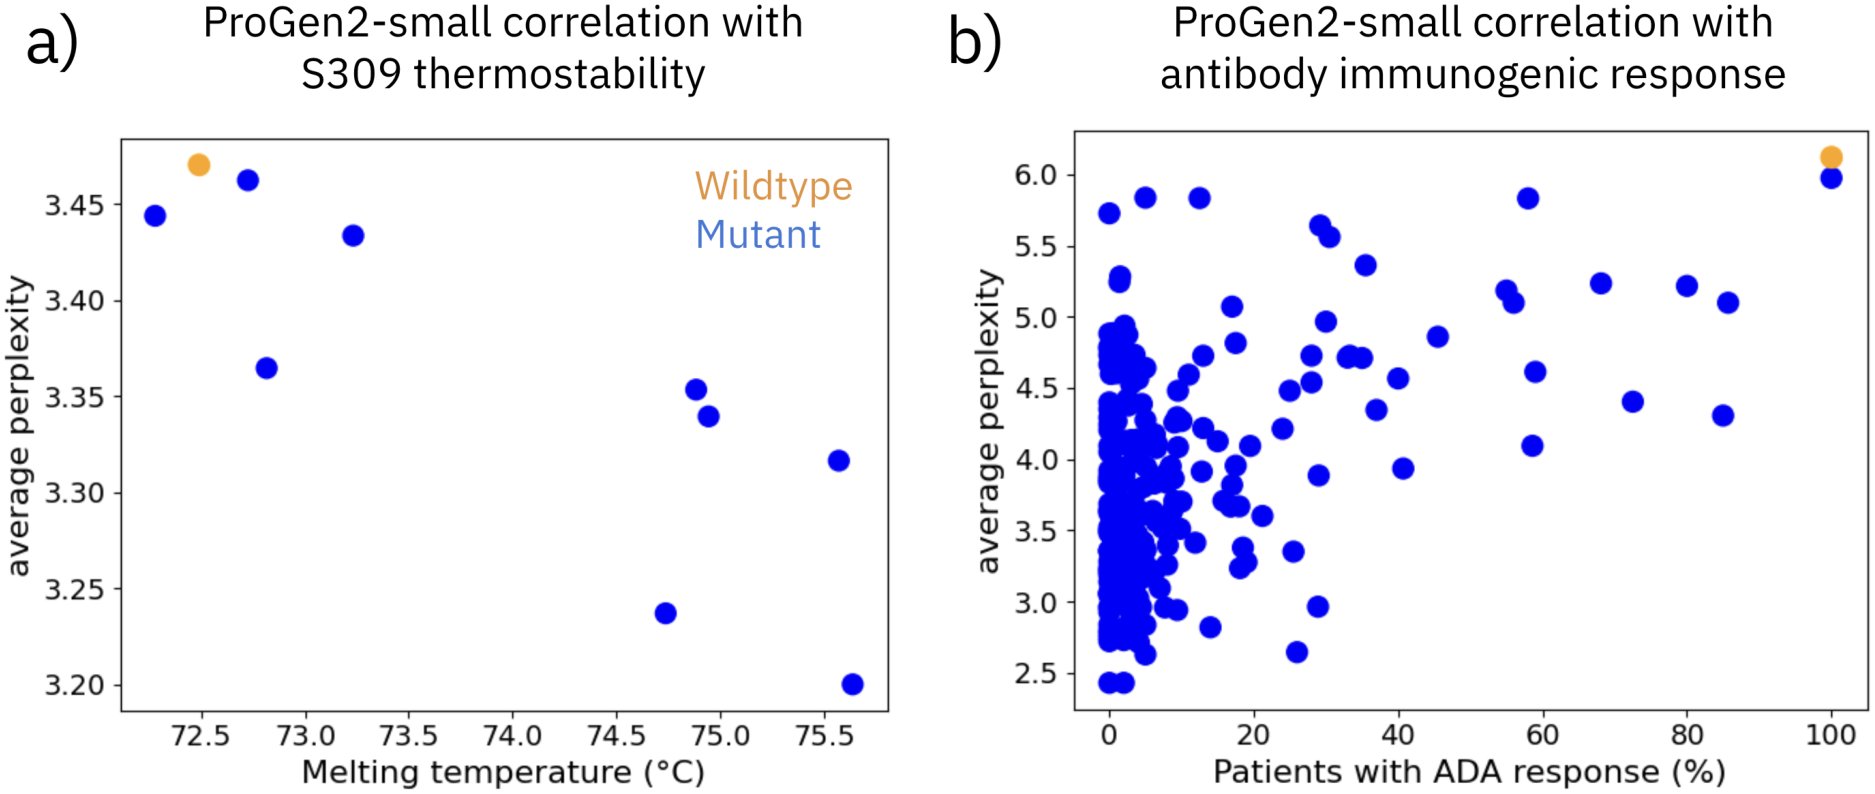 a)
ProGen2-small correlation with
S309 thermostability
Wildtype
Mutant
average perplexity
3.45
3.40
3.35
3.30
3.25
3.20
72.5 73.0 73.5 74.0 74.5 75.0 75.5
Melting temperature (°C)
b)
ProGen2-small correlation with
antibody immunogenic response
average perplexity
6.0
5.5
5.0
4.5
4.0
3.5
3.0
2.5
0 20 40 60 80 100
Patients with ADA response (%)